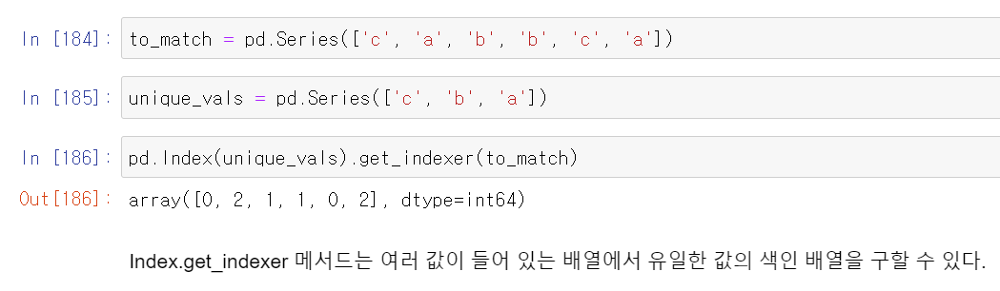 In [184]: to_match = pd.Series(['c', 'a', 'b', 'b', 'c', 'a'])
In [185]: unique_vals = pd.Series(['c', 'b', 'a'])
In [186]: pd.Index(unique_vals).get_indexer(to_match)
Out[186]: array([0, 2, 1, 1, 0, 2], dtype=int64)
Index.get_indexer 메서드는 여러 값이 들어 있는 배열에서 유일한 값의 색인 배열을 구할 수 있다.